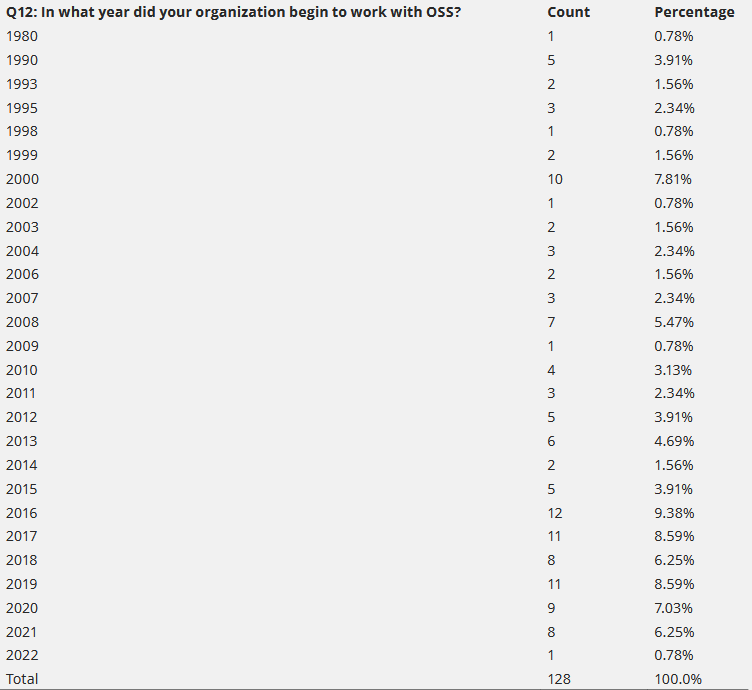 Q12: In what year did your organization begin to work with OSS? Count Percentage
1980 1 0.78%
1990 5 3.91%
1993 2 1.56%
1995 3 2.34%
1998 1 0.78%
1999 2 1.56%
2000 10 7.81%
2002 1 0.78%
2003 2 1.56%
2004 3 2.34%
2006 2 1.56%
2007 3 2.34%
2008 7 5.47%
2009 1 0.78%
2010 4 3.13%
2011 3 2.34%
2012 5 3.91%
2013 6 4.69%
2014 2 1.56%
2015 5 3.91%
2016 12 9.38%
2017 11 8.59%
2018 8 6.25%
2019 11 8.59%
2020 9 7.03%
2021 8 6.25%
2022 1 0.78%
Total 128 100.0%